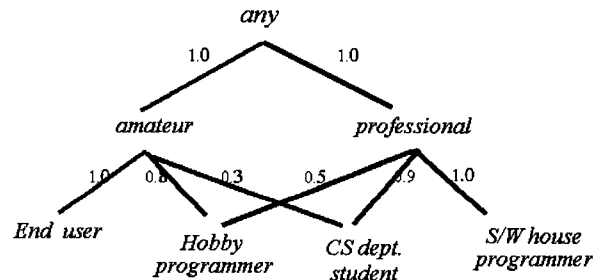 any
1.0 1.0
amateur professional
1.0 0.8 0.3 0.5 0.9 1.0
End user Hobby CS dept. S/W house
programmer student programmer